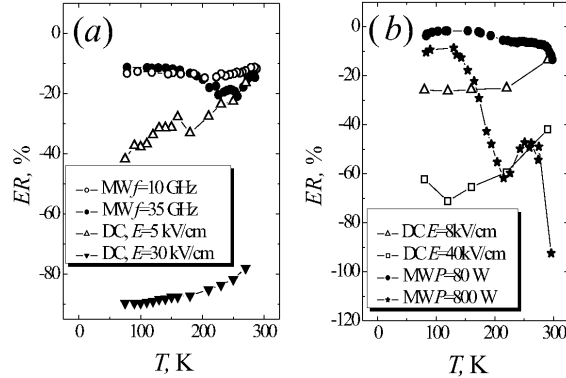 (a)
0
-20
-40
-60
-80
ER, %
MW f=10 GHz
MW f=35 GHz
DC, E=5 kV/cm
DC, E=30 kV/cm
0 100 200 300
T, K
(b)
0
-20
-40
-60
-80
-100
-120
ER, %
DC E=8kV/cm
DC E=40kV/cm
MW P=80 W
MW P=800 W
0 100 200 300
T, K